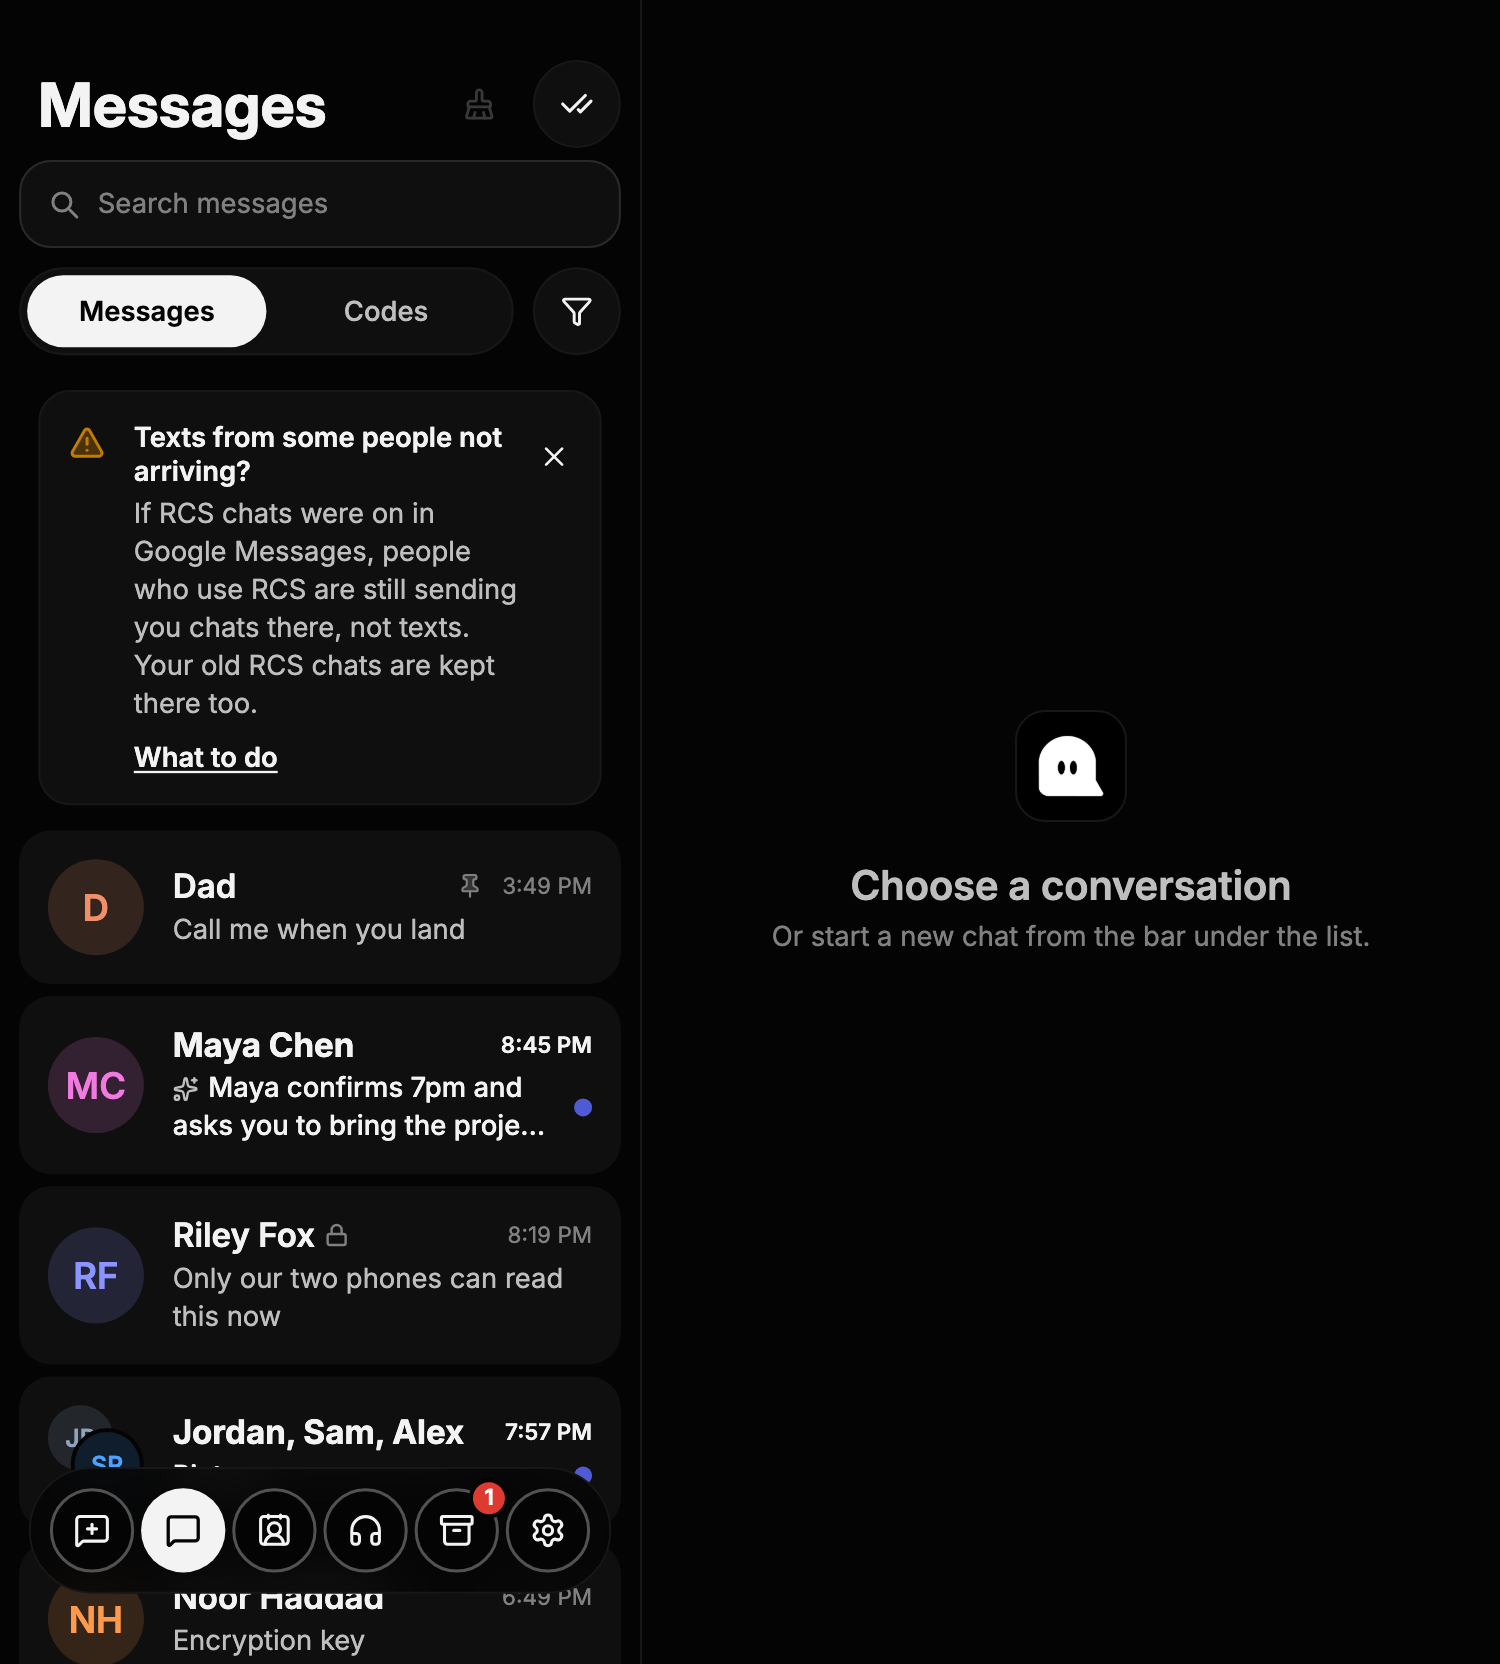 Messages
Search messages
Messages
Codes
Texts from some people not
arriving?
If RCS chats were on in
Google Messages, people
who use RCS are still sending
you chats there, not texts.
Your old RCS chats are kept
there too.
What to do
D
Dad
3:49 PM
Call me when you land
MC
Maya Chen
8:45 PM
Maya confirms 7pm and
asks you to bring the proje...
RF
Riley Fox
8:19 PM
Only our two phones can read
this now
Jordan, Sam, Alex
7:57 PM
1
NH
Noor Haddad
6:49 PM
Encryption key
Choose a conversation
Or start a new chat from the bar under the list.